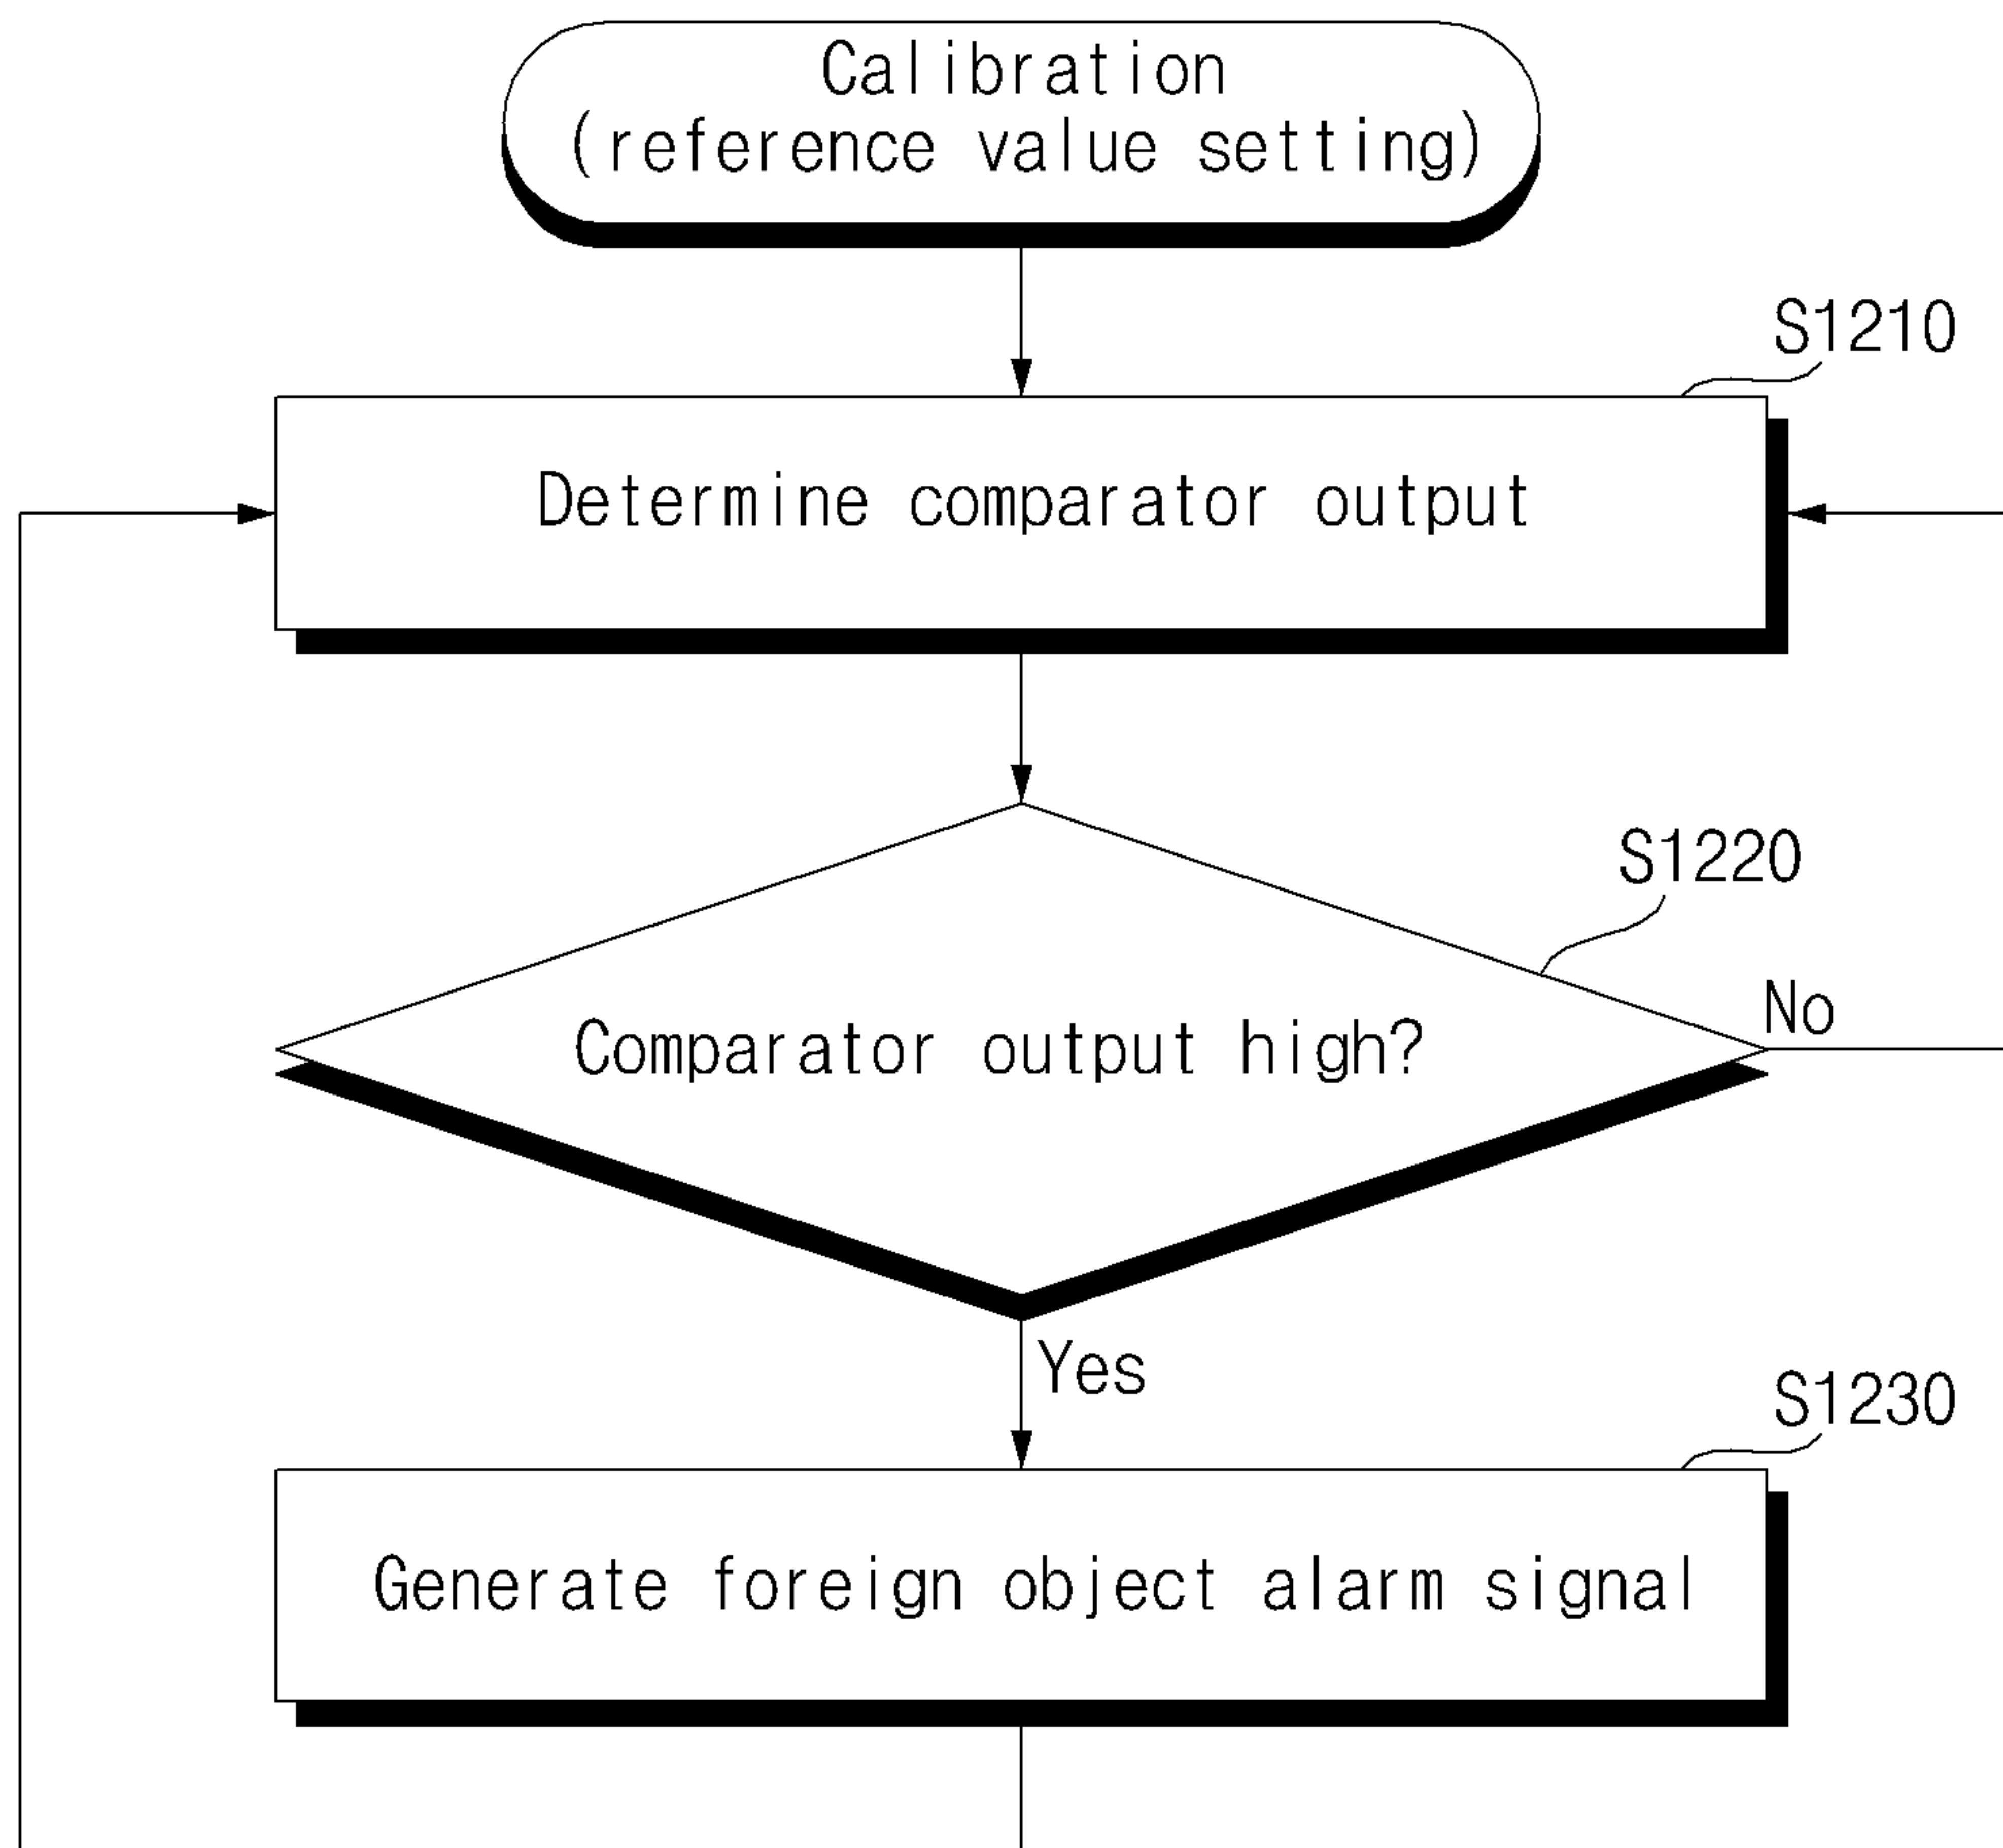 Calibration
(reference value setting)
S1210
Determine comparator output
S1220
Comparator output high?
No
Yes
S1230
Generate foreign object alarm signal